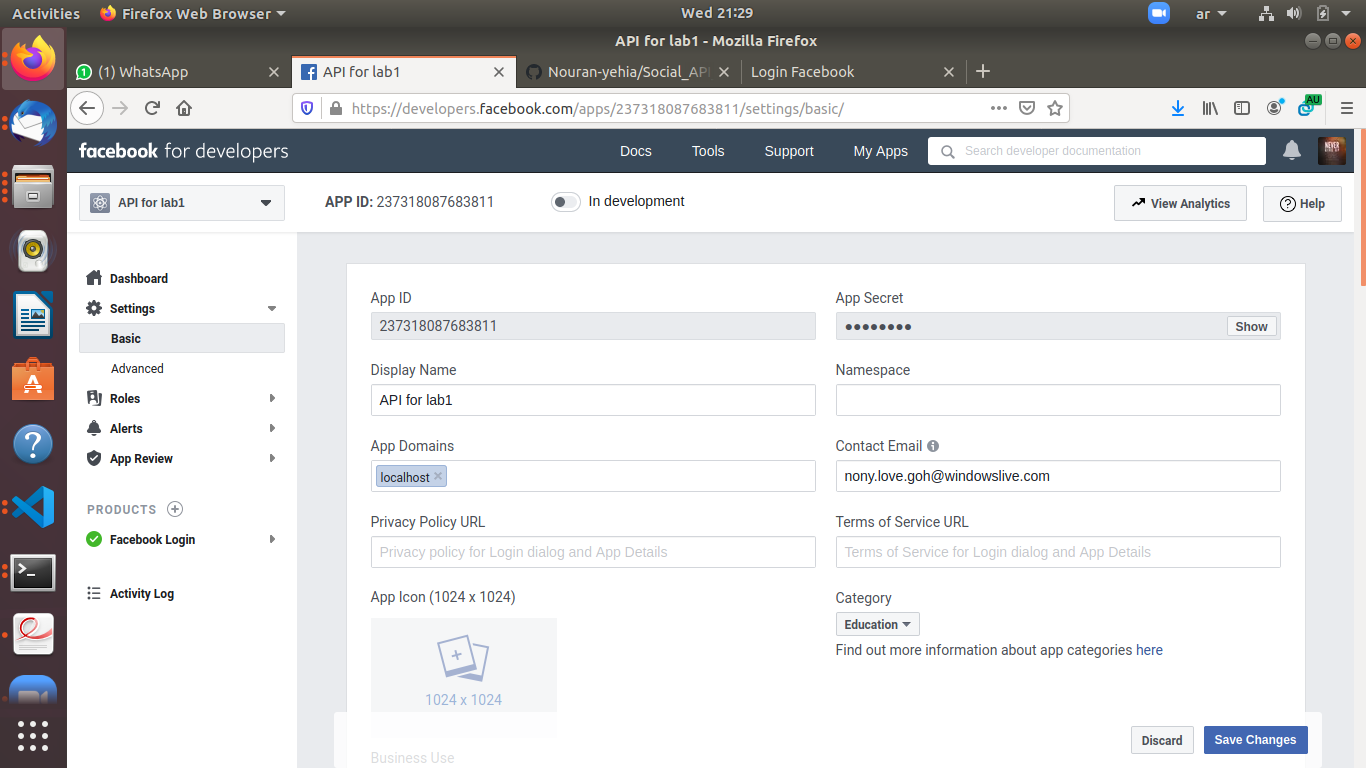 Activities
Firefox Web Browser
Wed 21:29
ar
API for lab1 - Mozilla Firefox
(1) WhatsApp
API for lab1
Nouran-yehia/Social_API
Login Facebook
https://developers.facebook.com/apps/237318087683811/settings/basic/
AU
facebook for developers
Docs
Tools
Support
My Apps
Search developer documentation
API for lab1
APP ID: 237318087683811
In development
View Analytics
Help
Dashboard
Settings
Basic
Advanced
Roles
Alerts
App Review
PRODUCTS
Facebook Login
Activity Log
App ID
237318087683811
App Secret
●●●●●●●●
Show
Display Name
API for lab1
Namespace
App Domains
localhost
Contact Email
nony.love.goh@windowslive.com
Privacy Policy URL
Privacy policy for Login dialog and App Details
Terms of Service URL
Terms of Service for Login dialog and App Details
App Icon (1024 x 1024)
1024 x 1024
Category
Education
Find out more information about app categories here
Business Use
Discard
Save Changes